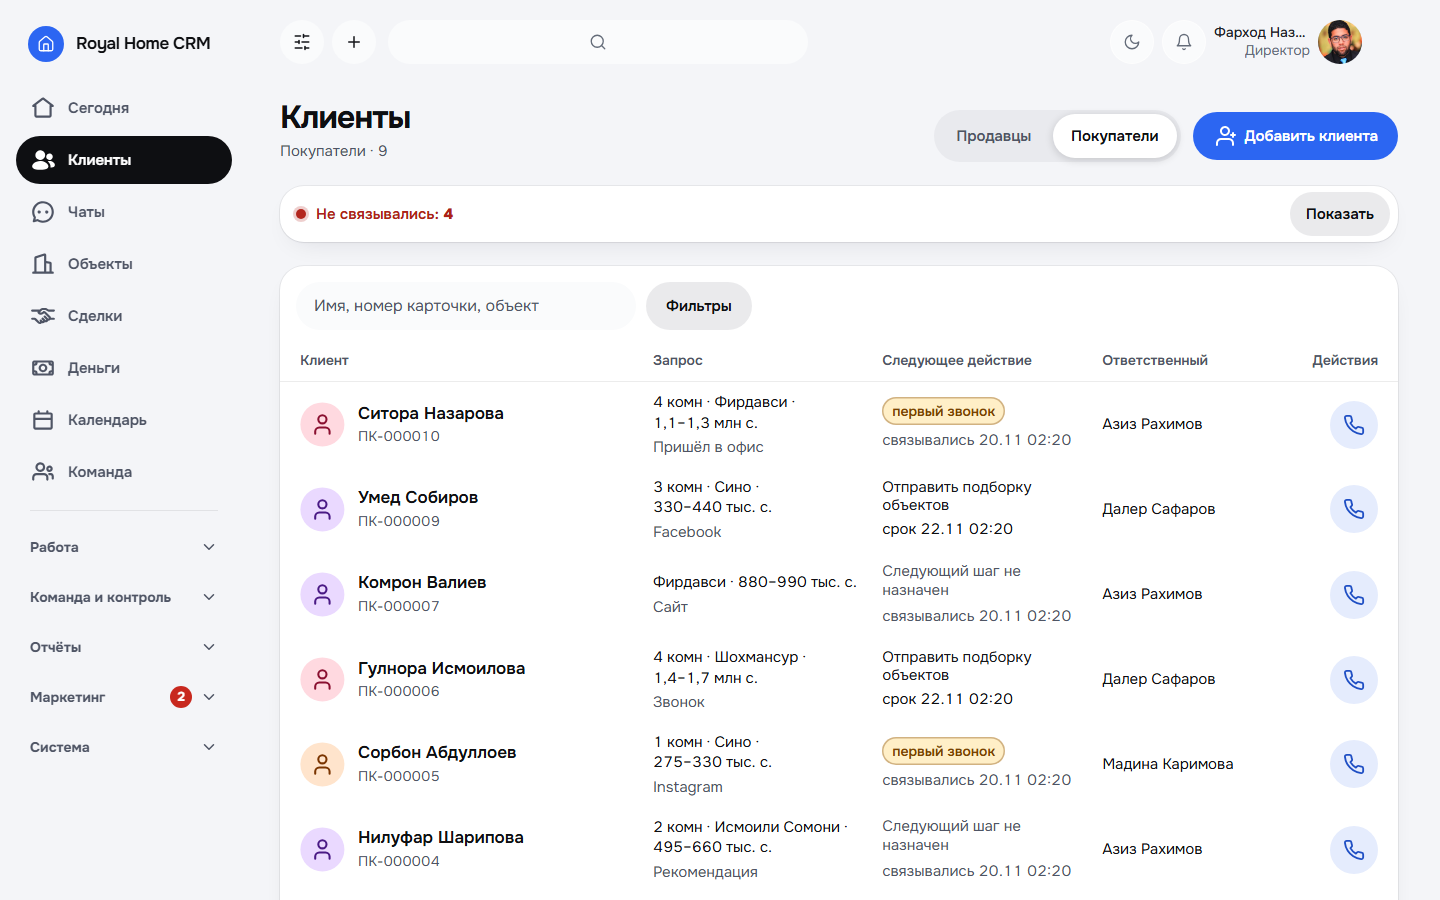 Royal Home CRM
Фарход Наз...
Директор
Сегодня
Клиенты
Чаты
Объекты
Сделки
Деньги
Календарь
Команда
Работа
Команда и контроль
Отчёты
Маркетинг 2
Система
Клиенты
Покупатели · 9
Продавцы
Покупатели
Добавить клиента
Не связывались: 4
Показать
Имя, номер карточки, объект
Фильтры
Клиент Запрос Следующее действие Ответственный Действия
Ситора Назарова
ПК-000010
4 комн · Фирдавси ·
1,1–1,3 млн с.
Пришёл в офис
первый звонок
связывались 20.11 02:20
Азиз Рахимов
Умед Собиров
ПК-000009
3 комн · Сино ·
330–440 тыс. с.
Facebook
Отправить подборку
объектов
срок 22.11 02:20
Далер Сафаров
Комрон Валиев
ПК-000007
Фирдавси · 880–990 тыс. с.
Сайт
Следующий шаг не
назначен
связывались 20.11 02:20
Азиз Рахимов
Гулнора Исмоилова
ПК-000006
4 комн · Шохмансур ·
1,4–1,7 млн с.
Звонок
Отправить подборку
объектов
срок 22.11 02:20
Далер Сафаров
Сорбон Абдуллоев
ПК-000005
1 комн · Сино ·
275–330 тыс. с.
Instagram
первый звонок
связывались 20.11 02:20
Мадина Каримова
Нилуфар Шарипова
ПК-000004
2 комн · Исмоили Сомони ·
495–660 тыс. с.
Рекомендация
Следующий шаг не
назначен
связывались 20.11 02:20
Азиз Рахимов